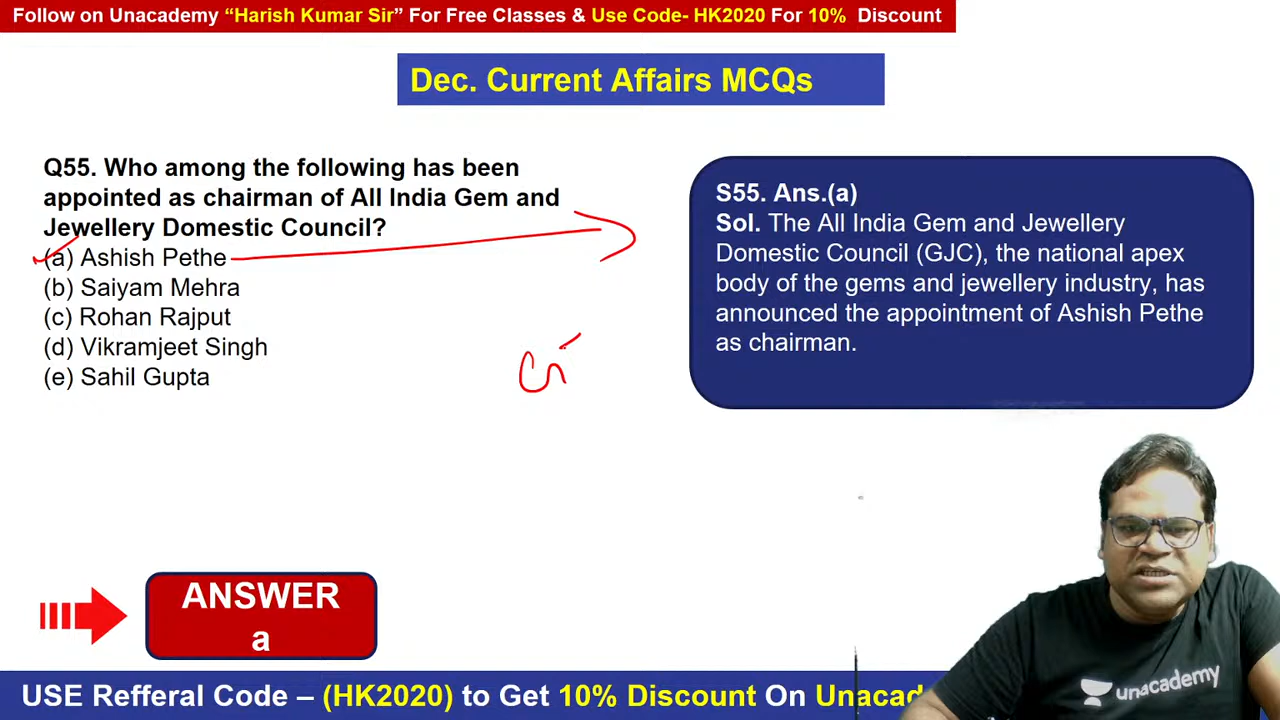 Follow on Unacademy “Harish Kumar Sir” For Free Classes & Use Code- HK2020 For 10% Discount
Dec. Current Affairs MCQs
Q55. Who among the following has been
appointed as chairman of All India Gem and
Jewellery Domestic Council?
(a) Ashish Pethe
(b) Saiyam Mehra
(c) Rohan Rajput
(d) Vikramjeet Singh
(e) Sahil Gupta
S55. Ans.(a)
Sol. The All India Gem and Jewellery
Domestic Council (GJC), the national apex
body of the gems and jewellery industry, has
announced the appointment of Ashish Pethe
as chairman.
ANSWER
a
unacademy
USE Refferal Code – (HK2020) to Get 10% Discount On